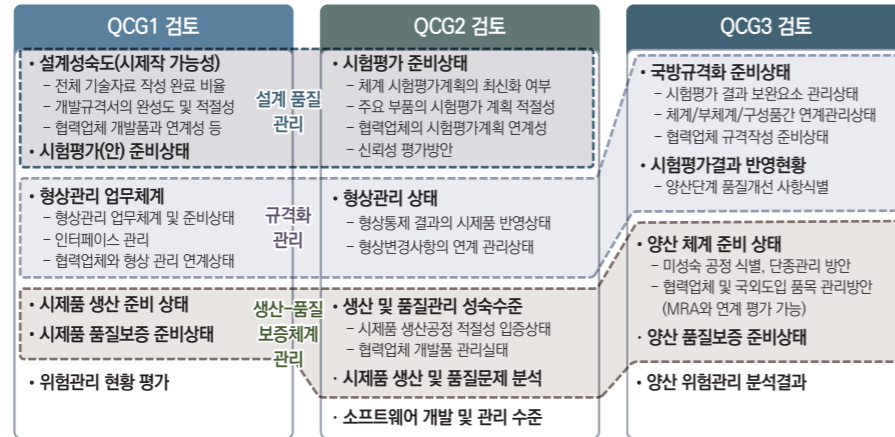 QCG1 검토
• 설계성숙도(시제작 가능성)
– 전체 기술자료 작성 완료 비율
– 개발규격서의 완성도 및 적절성
– 협력업체 개발품과 연계성 등
• 시험평가(안) 준비상태
• 형상관리 업무체계
– 형상관리 업무체계 및 준비상태
– 인터페이스 관리
– 협력업체와 형상 관리 연계상태
• 시제품 생산 준비 상태
• 시제품 품질보증 준비상태
• 위험관리 현황 평가
설계 품질
관리
규격화
관리
생산–품질
보증체계
관리
QCG2 검토
• 시험평가 준비상태
– 체계 시험평가계획의 최신화 여부
– 주요 부품의 시험평가 계획 적절성
– 협력업체의 시험평가계획 연계성
– 신뢰성 평가방안
• 형상관리 상태
– 형상통제 결과의 시제품 반영상태
– 형상변경사항의 연계 관리상태
• 생산 및 품질관리 성숙수준
– 시제품 생산공정 적절성 입증상태
– 협력업체 개발품 관리실태
· 시제품 생산 및 품질문제 분석
· 소프트웨어 개발 및 관리 수준
QCG3 검토
• 국방규격화 준비상태
– 시험평가 결과 보완요소 관리상태
– 체계/부체계/구성품간 연계관리상태
– 협력업체 규격작성 준비상태
• 시험평가결과 반영현황
– 양산단계 품질개선 사항식별
• 양산 체계 준비 상태
– 미성숙 공정 식별, 단종관리 방안
– 협력업체 및 국외도입 품목 관리방안
(MRA와 연계 평가 가능)
· 양산 품질보증 준비상태
• 양산 위험관리 분석결과